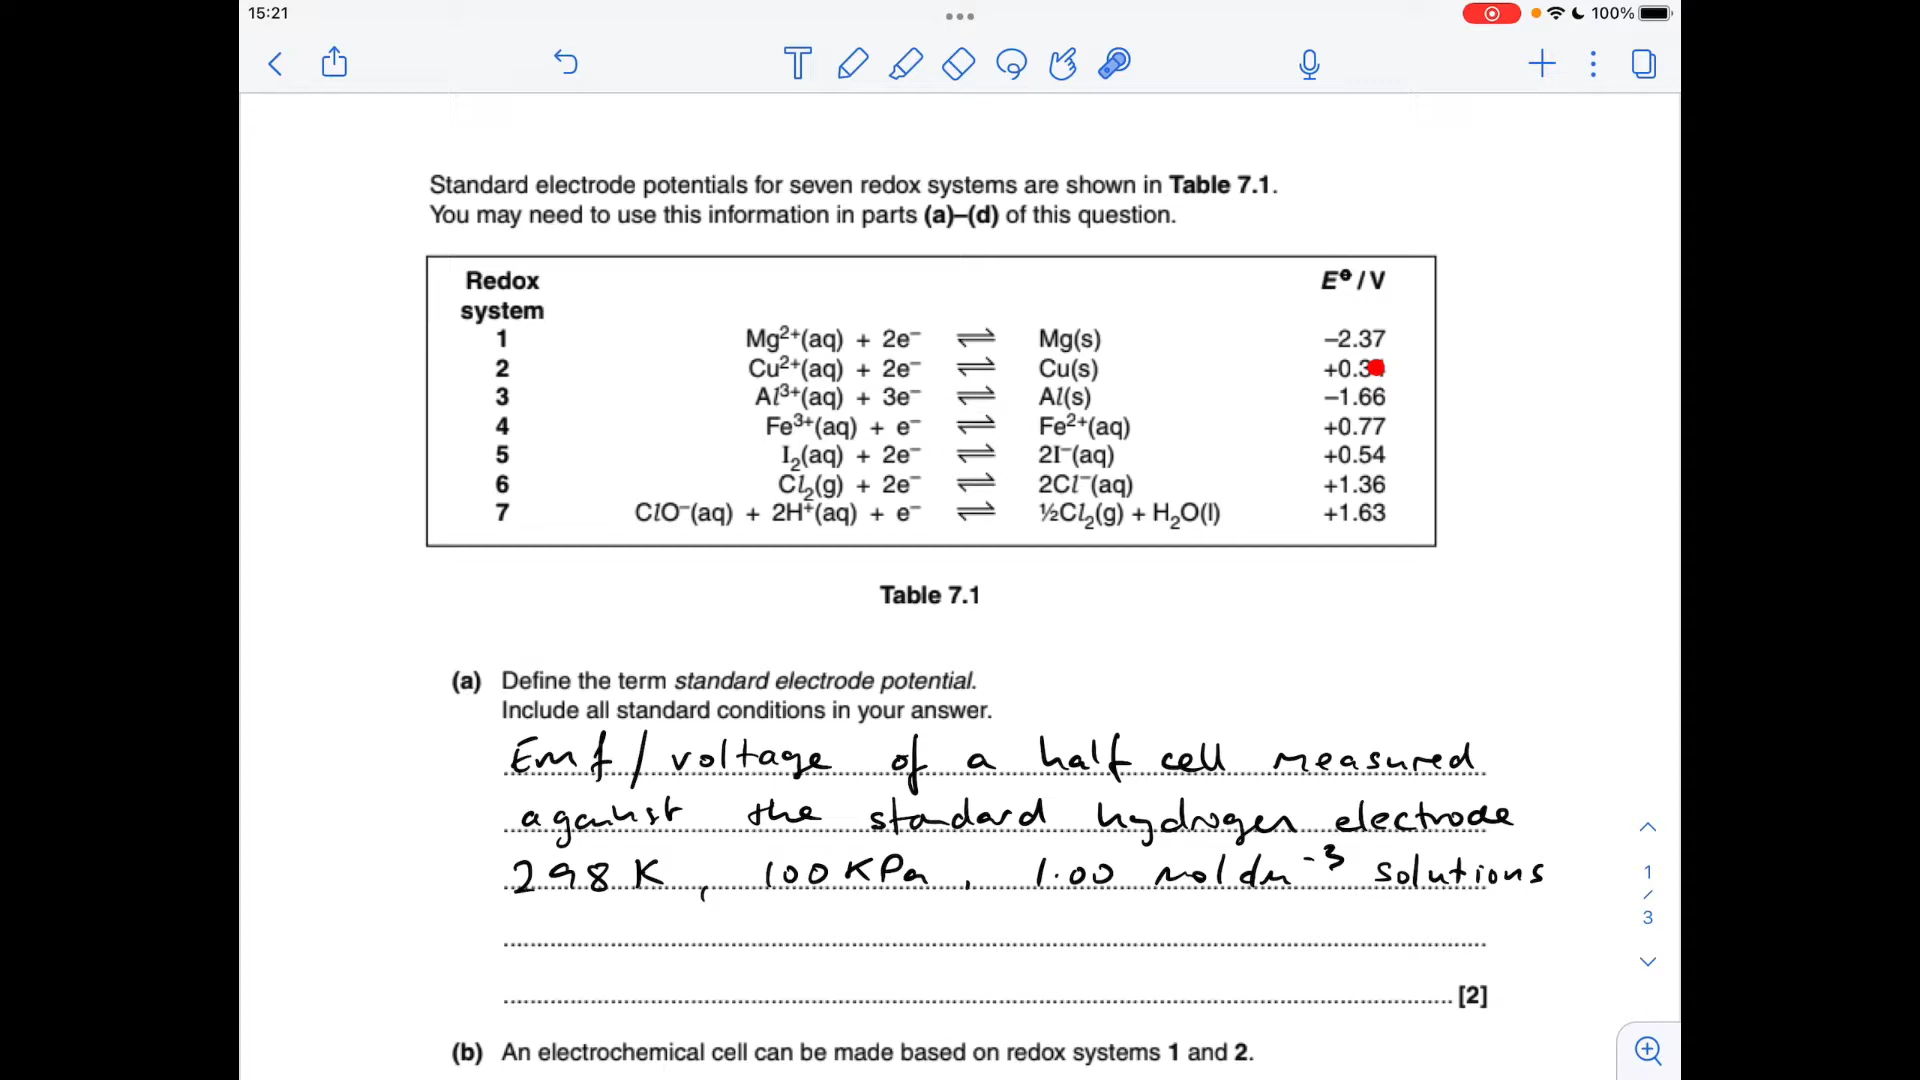 15:21
100%
Standard electrode potentials for seven redox systems are shown in Table 7.1.
You may need to use this information in parts (a)–(d) of this question.
Redox system
E⦵ / V
1 Mg²⁺(aq) + 2e⁻ ⇌ Mg(s) –2.37
2 Cu²⁺(aq) + 2e⁻ ⇌ Cu(s)
3 Al³⁺(aq) + 3e⁻ ⇌ Al(s) –1.66
4 Fe³⁺(aq) + e⁻ ⇌ Fe²⁺(aq) +0.77
5 I₂(aq) + 2e⁻ ⇌ 2I⁻(aq) +0.54
6 Cl₂(g) + 2e⁻ ⇌ 2Cl⁻(aq) +1.36
7 ClO⁻(aq) + 2H⁺(aq) + e⁻ ⇌ ½Cl₂(g) + H₂O(l) +1.63
Table 7.1
(a) Define the term standard electrode potential.
Include all standard conditions in your answer.
Emf / voltage of a half cell measured
against the standard hydrogen electrode
298 K, 100 KPa, 1.00 moldm⁻³ solutions
[2]
(b) An electrochemical cell can be made based on redox systems 1 and 2.
1
/
3